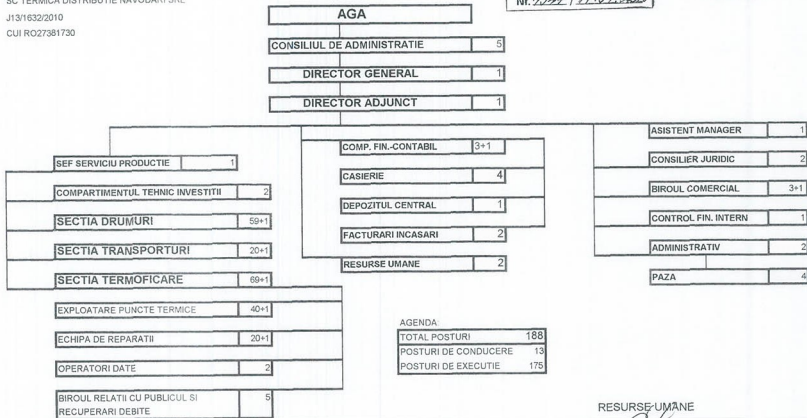 SC TERMICA DISTRIBUTIE NAVODARI SRL
J13/1632/2010
CUI RO27381730
Nr.
AGA
CONSILIUL DE ADMINISTRATIE 5
DIRECTOR GENERAL 1
DIRECTOR ADJUNCT 1
SEF SERVICIU PRODUCTIE 1
COMPARTIMENTUL TEHNIC INVESTITII 2
SECTIA DRUMURI 59+1
SECTIA TRANSPORTURI 20+1
SECTIA TERMOFICARE 69+1
EXPLOATARE PUNCTE TERMICE 40+1
ECHIPA DE REPARATII 20+1
OPERATORI DATE 2
BIROUL RELATII CU PUBLICUL SI 5
RECUPERARI DEBITE
COMP. FIN.-CONTABIL 3+1
CASIERIE 4
DEPOZITUL CENTRAL 1
FACTURARI INCASARI 2
RESURSE UMANE 2
ASISTENT MANAGER 1
CONSILIER JURIDIC 2
BIROUL COMERCIAL 3+1
CONTROL FIN. INTERN 1
ADMINISTRATIV 2
PAZA 4
AGENDA
TOTAL POSTURI 188
POSTURI DE CONDUCERE 13
POSTURI DE EXECUTIE 175
RESURSE UMANE